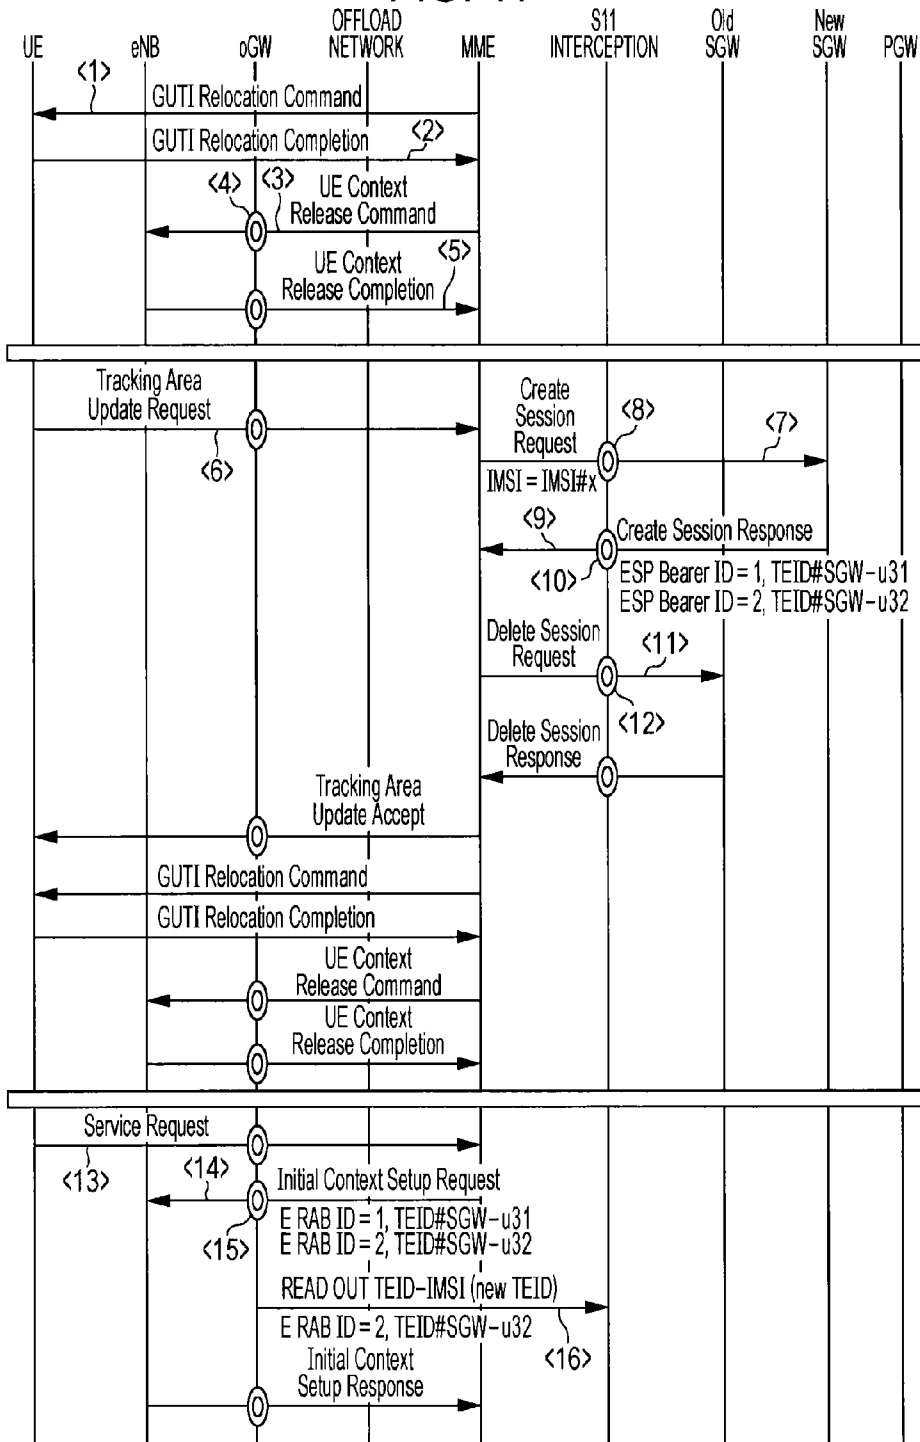 UE
eNB
oGW
OFFLOAD
NETWORK
MME
S11
INTERCEPTION
Old
SGW
New
SGW
PGW
<1>
GUTI Relocation Command
GUTI Relocation Completion
<2>
<4>
<3>
UE Context
Release Command
UE Context
Release Completion
<5>
Tracking Area
Update Request
<6>
Create
Session
Request
<8>
<7>
IMSI = IMSI#x
<9>
Create Session Response
<10>
ESP Bearer ID = 1, TEID#SGW-u31
ESP Bearer ID = 2, TEID#SGW-u32
Delete Session
Request
<11>
<12>
Delete Session
Response
Tracking Area
Update Accept
GUTI Relocation Command
GUTI Relocation Completion
UE Context
Release Command
UE Context
Release Completion
Service Request
<13>
<14>
Initial Context Setup Request
<15>
E RAB ID = 1, TEID#SGW-u31
E RAB ID = 2, TEID#SGW-u32
READ OUT TEID-IMSI (new TEID)
E RAB ID = 2, TEID#SGW-u32
<16>
Initial Context
Setup Response